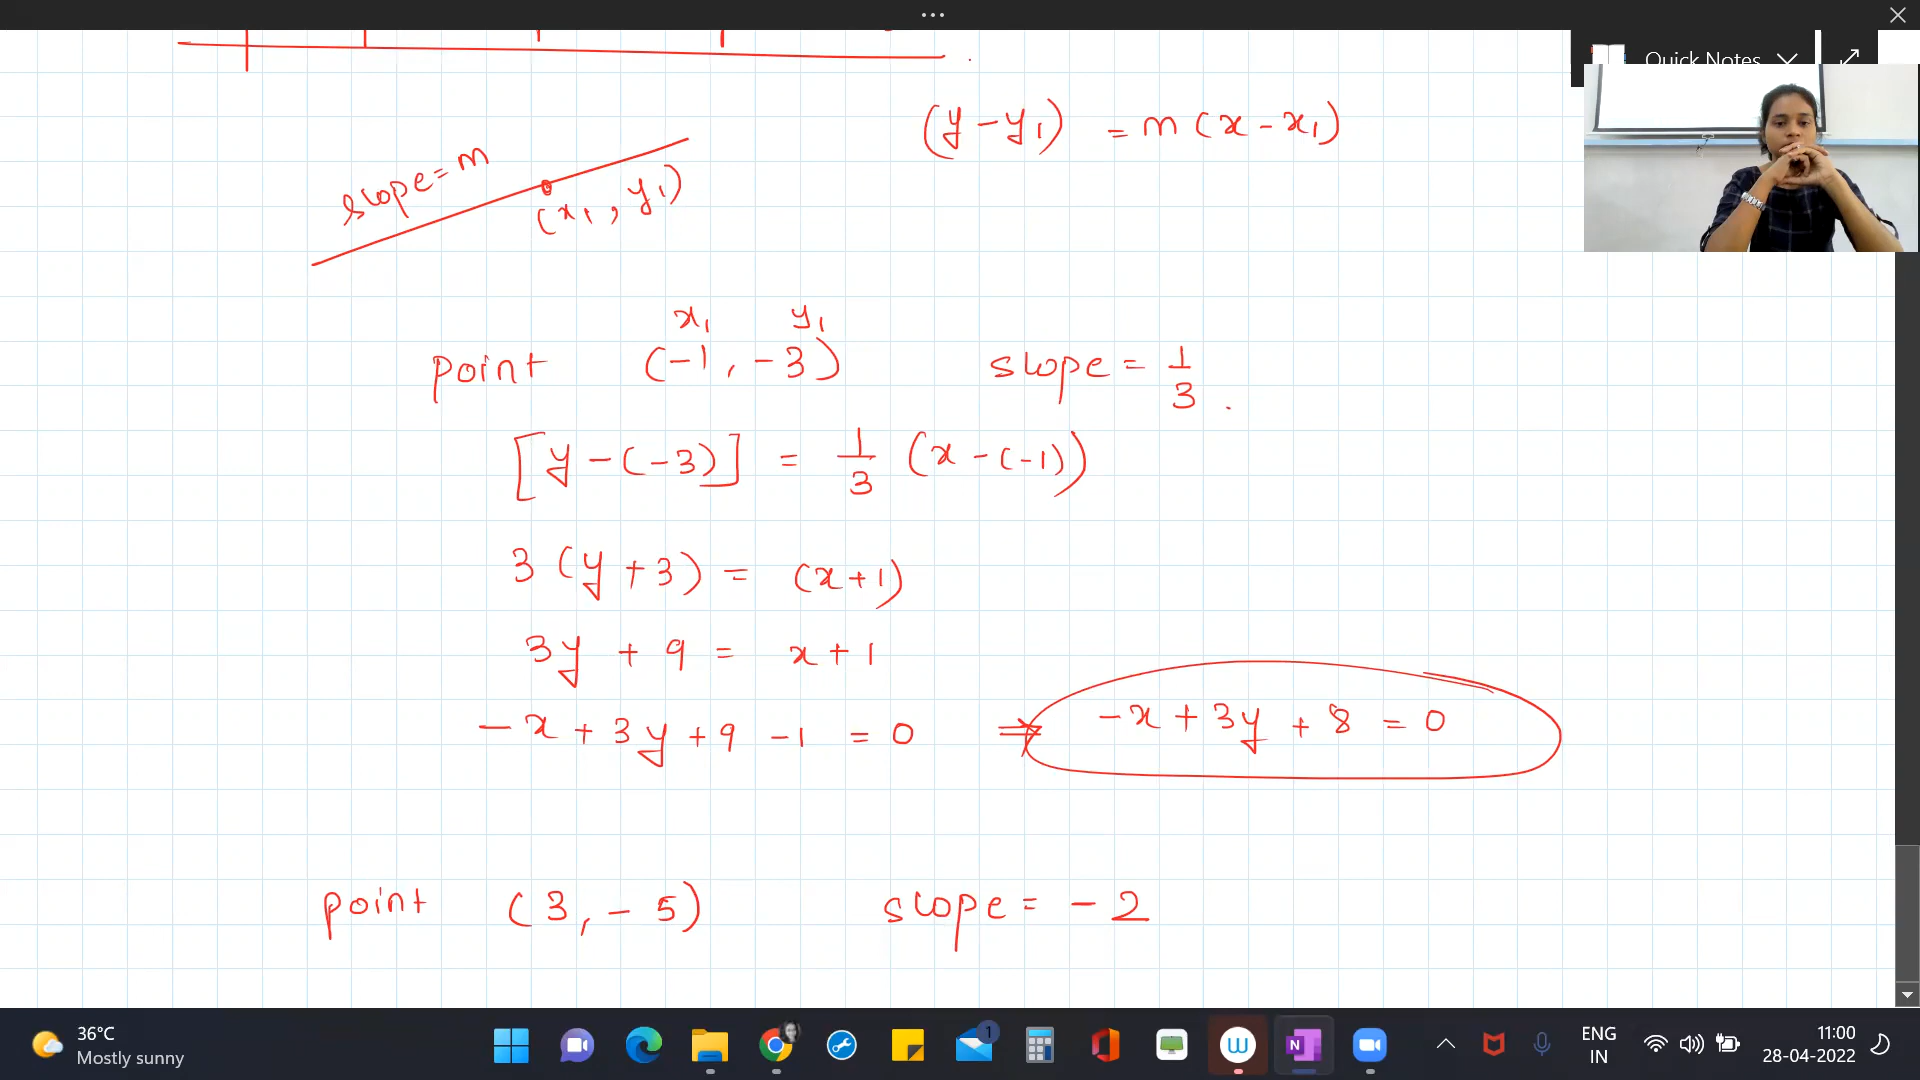 Quick Notes
(y - y₁) = m (x - x₁)
slope = m
(x₁, y₁)
x₁ y₁
point (-1, -3) slope = 1/3 .
[y - (-3)] = 1/3 (x - (-1))
3 (y + 3) = (x + 1)
3y + 9 = x + 1
-x + 3y + 9 - 1 = 0 ⇒ -x + 3y + 8 = 0
point (3, - 5) slope = - 2
36°C
Mostly sunny
1
ENG
IN
11:00
28-04-2022